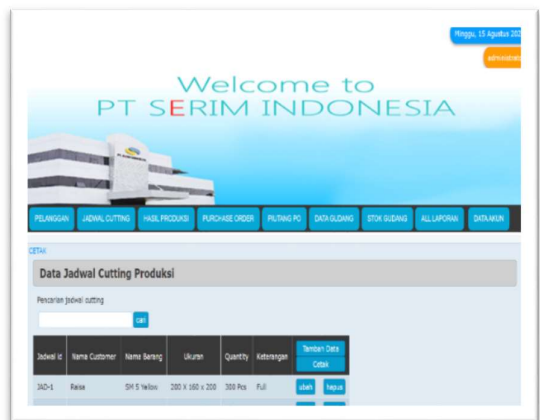 Minggu, 15 Agustus 202
administrato
Welcome to
PT SERIM INDONESIA
PELANGGAN JADWAL CUTTING HASIL PRODUKSI PURCHASE ORDER PIUTANG PO DATA GUDANG STOK GUDANG ALL LAPORAN DATA AKUN
CETAK
Data Jadwal Cutting Produksi
Pencarian jadwal cutting
cari
Jadwal Id Nama Customer Nama Barang Ukuran Quantity Keterangan Tambah Data
Cetak
JAD-1 Raisa SM 5 Yellow 200 X 160 x 200 300 Pcs Full ubah hapus